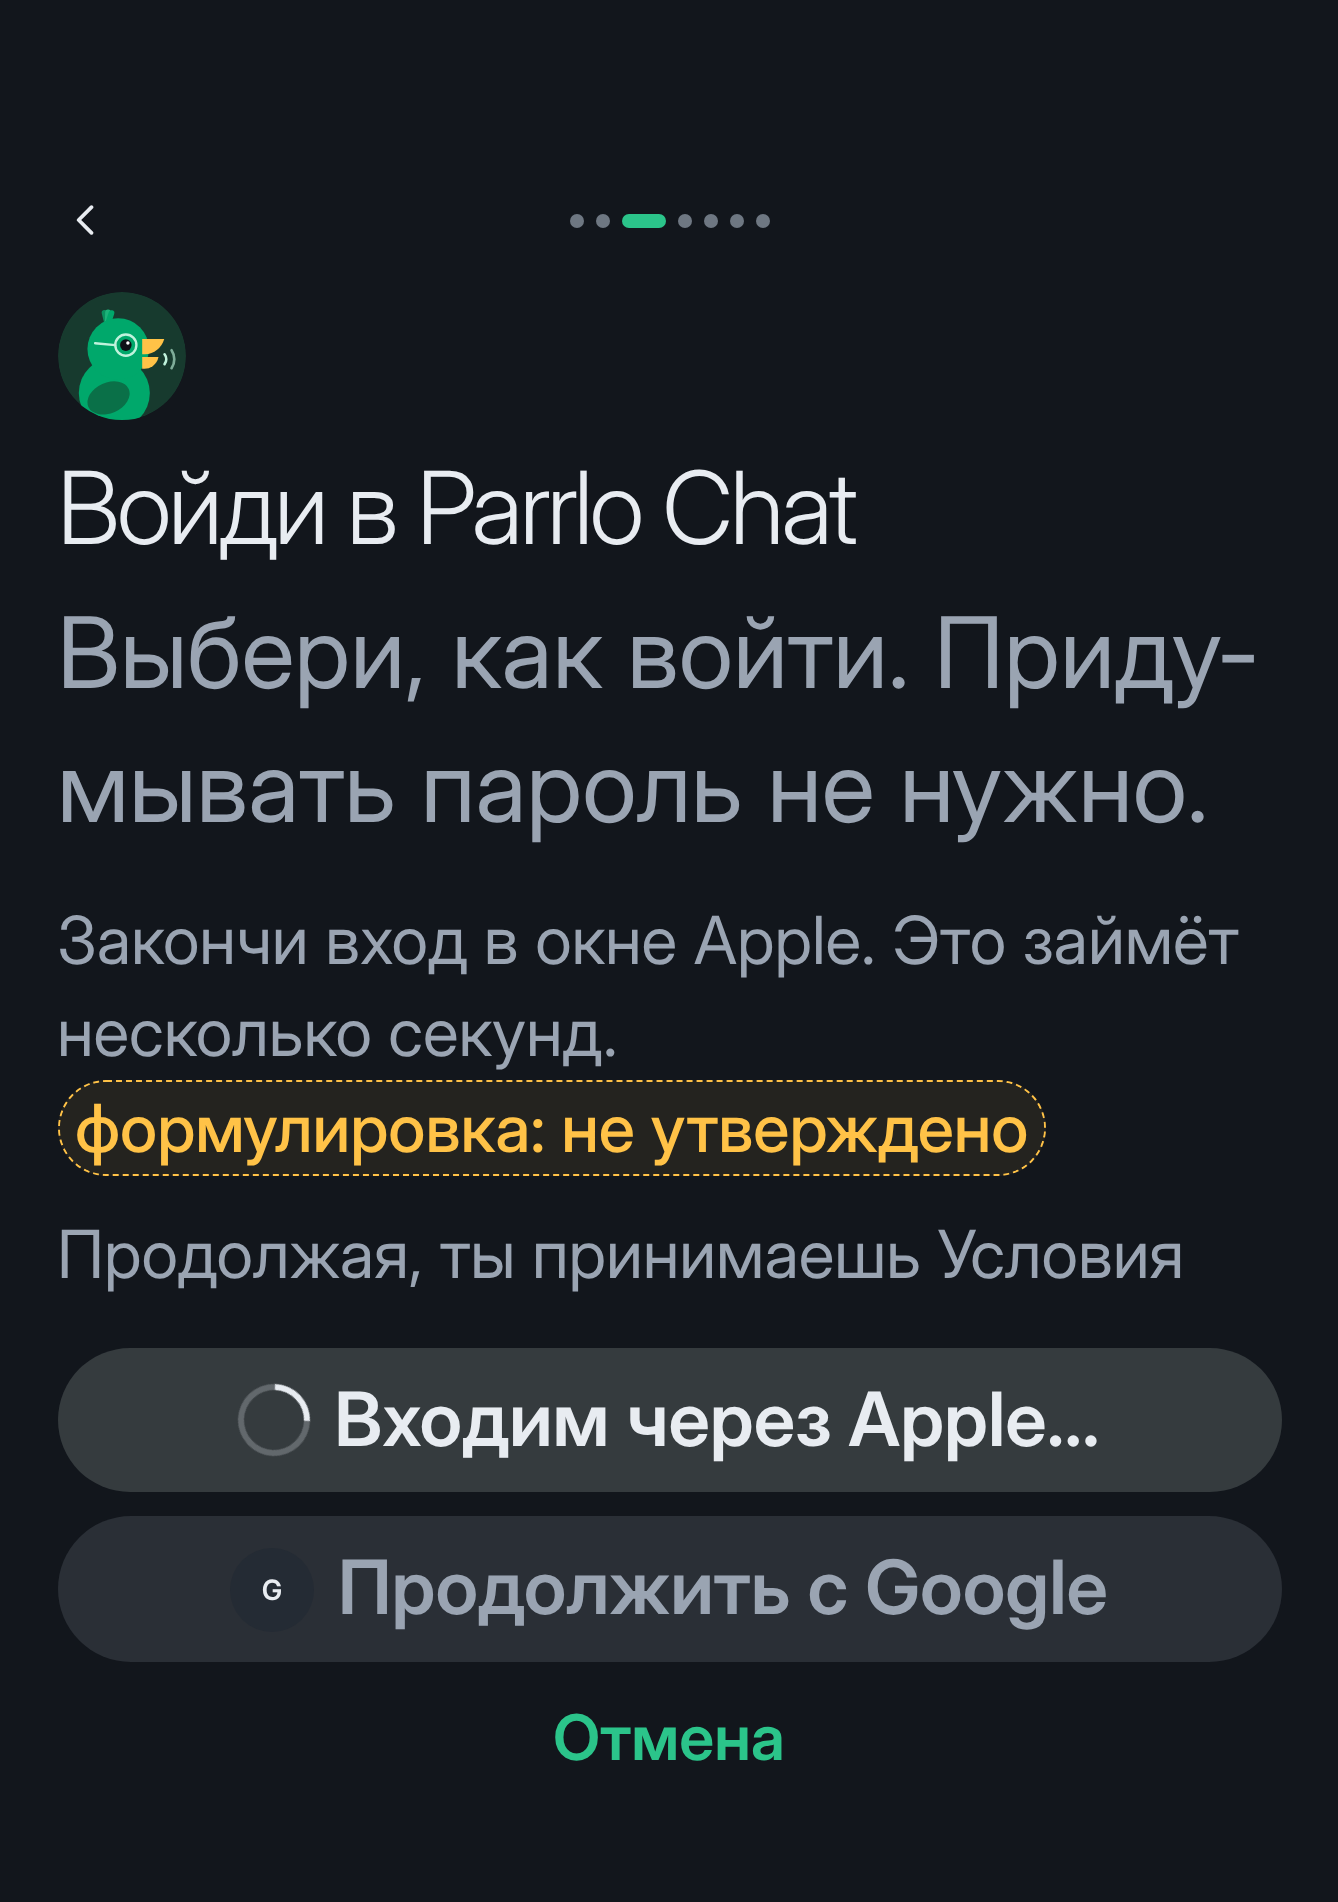 Войди в Parrlo Chat
Выбери, как войти. Приду-
мывать пароль не нужно.
Закончи вход в окне Apple. Это займёт
несколько секунд.
формулировка: не утверждено
Продолжая, ты принимаешь Условия
Входим через Apple...
G Продолжить с Google
Отмена